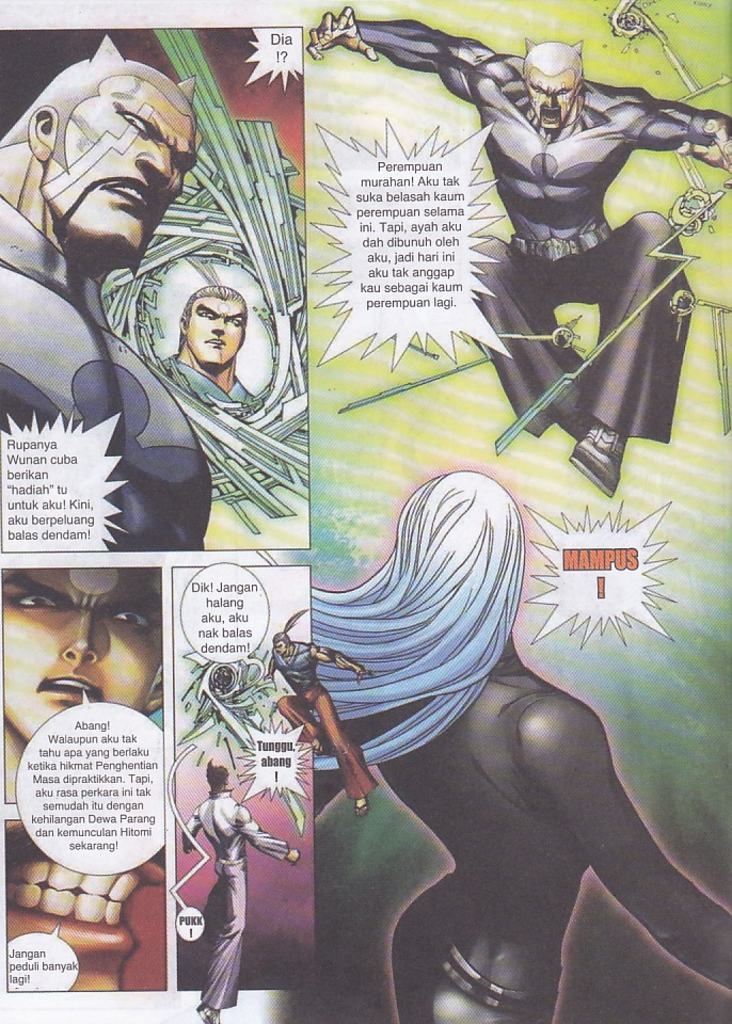 Dia
!?
Perempuan
murahan! Aku tak
suka belasah kaum
perempuan selama
ini. Tapi, ayah aku
dah dibunuh oleh
aku, jadi hari ini
aku tak anggap
kau sebagai kaum
perempuan lagi.
Rupanya
Wunan cuba
berikan
"hadiah" tu
untuk aku! Kini,
aku berpeluang
balas dendam!
MAMPUS
!
Dik! Jangan
halang
aku, aku
nak balas
dendam!
Tunggu,
abang
!
Abang!
Walaupun aku tak
tahu apa yang berlaku
ketika hikmat Penghentian
Masa dipraktikkan. Tapi,
aku rasa perkara ini tak
semudah itu dengan
kehilangan Dewa Parang
dan kemunculan Hitomi
sekarang!
PUKK
!
Jangan
peduli banyak
lagi!